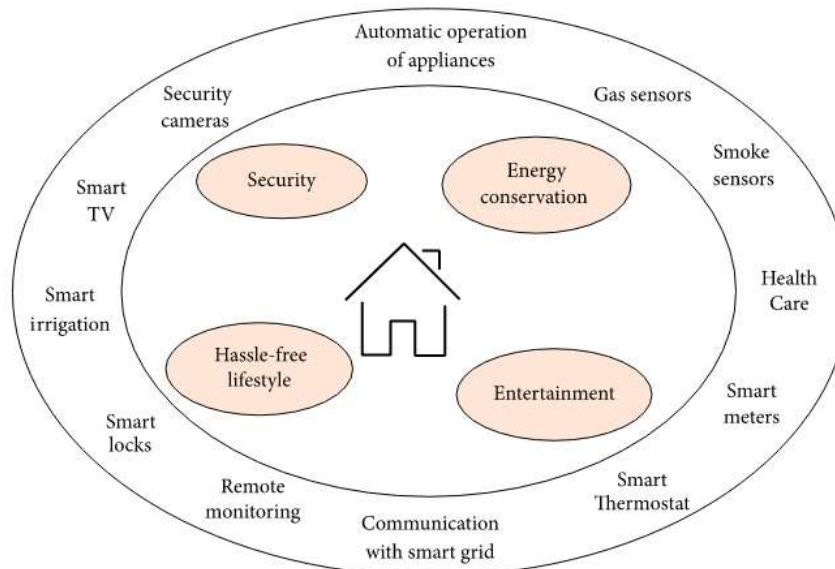 Automatic operation
of appliances
Security
cameras
Gas sensors
Smoke
sensors
Smart
TV
Security
Energy
conservation
Smart
irrigation
Health
Care
Hassle-free
lifestyle
Entertainment
Smart
meters
Smart
locks
Remote
monitoring
Smart
Thermostat
Communication
with smart grid